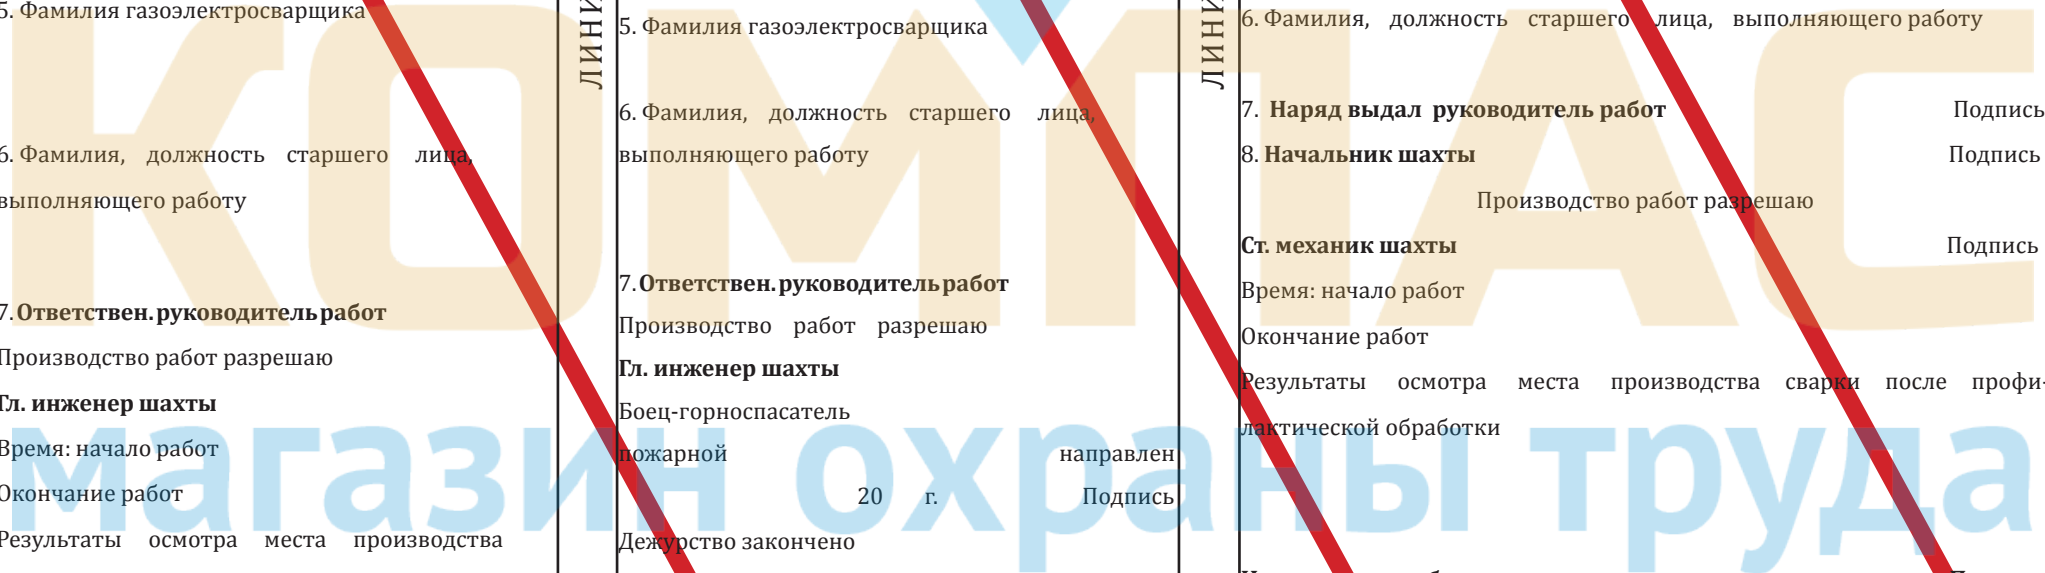 5. Фамилия газоэлектросварщика
6. Фамилия, должность старшего лица,
выполняющего работу
7. Ответствен. руководитель работ
Производство работ разрешаю
Гл. инженер шахты
Время: начало работ
Окончание работ
Результаты осмотра места производства
ЛИНИ
5. Фамилия газоэлектросварщика
6. Фамилия, должность старшего лица,
выполняющего работу
7. Ответствен. руководитель работ
Производство работ разрешаю
Гл. инженер шахты
Боец-горноспасатель
пожарной направлен
20 г. Подпись
Дежурство закончено
ЛИНИ
6. Фамилия, должность старшего лица, выполняющего работу
7. Наряд выдал руководитель работ Подпись
8. Начальник шахты Подпись
Производство работ разрешаю
Ст. механик шахты Подпись
Время: начало работ
Окончание работ
Результаты осмотра места производства сварки после профи-
лактической обработки
КОМПАС
магазин охраны труда